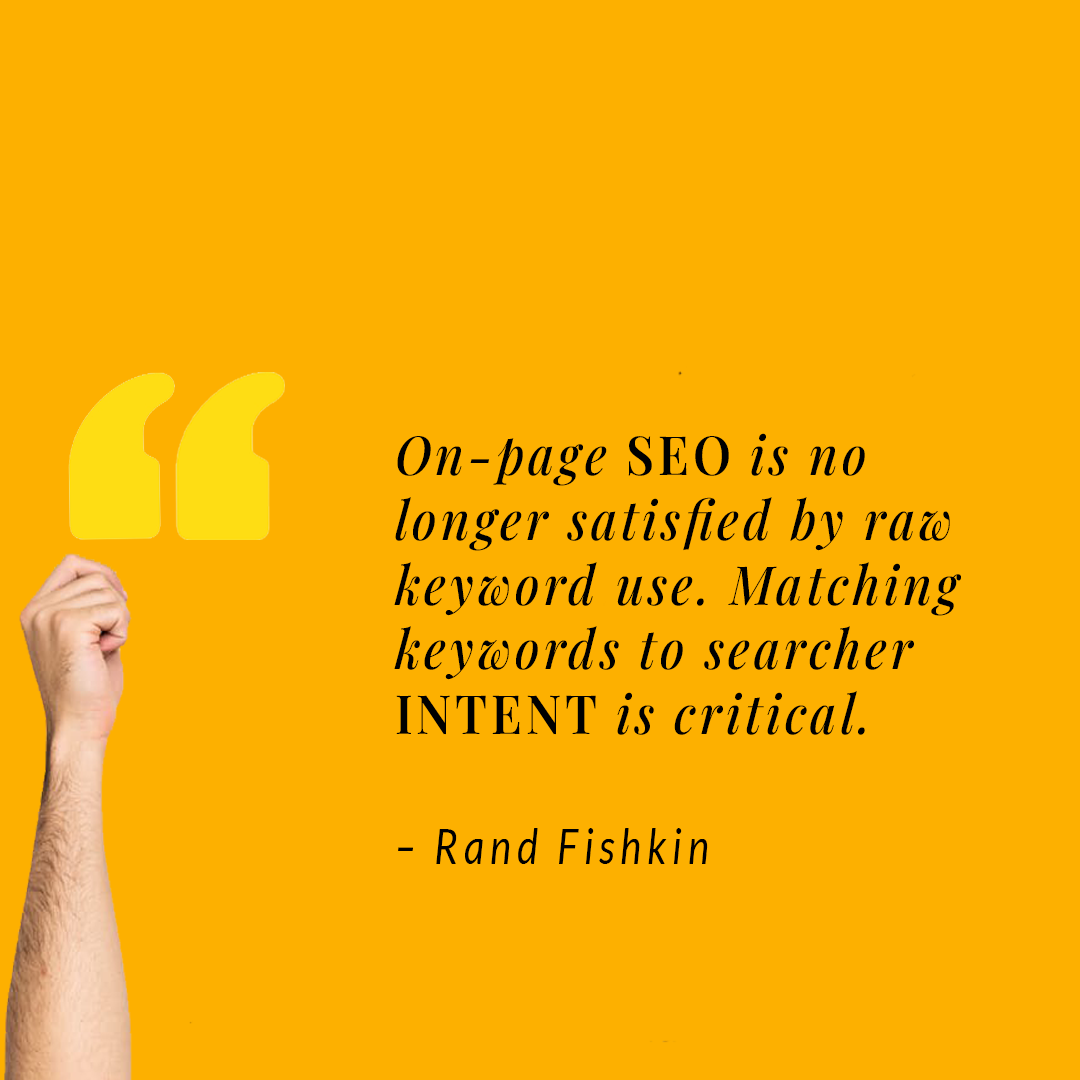 On-page SEO is no
longer satisfied by raw
keyword use. Matching
keywords to searcher
INTENT is critical.
– Rand Fishkin